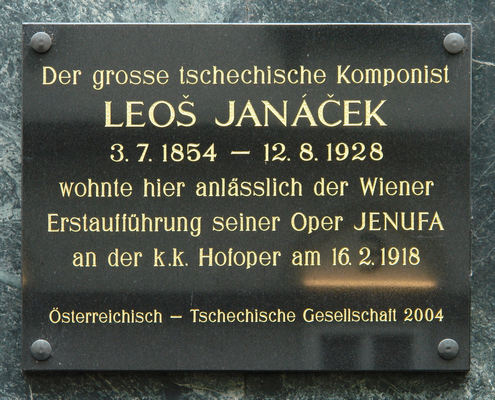 Der grosse tschechische Komponist
LEOŠ JANÁČEK
3. 7. 1854 – 12. 8. 1928
wohnte hier anlässlich der Wiener
Erstaufführung seiner Oper JENUFA
an der k.k. Hofoper am 16. 2. 1918
Österreichisch – Tschechische Gesellschaft 2004